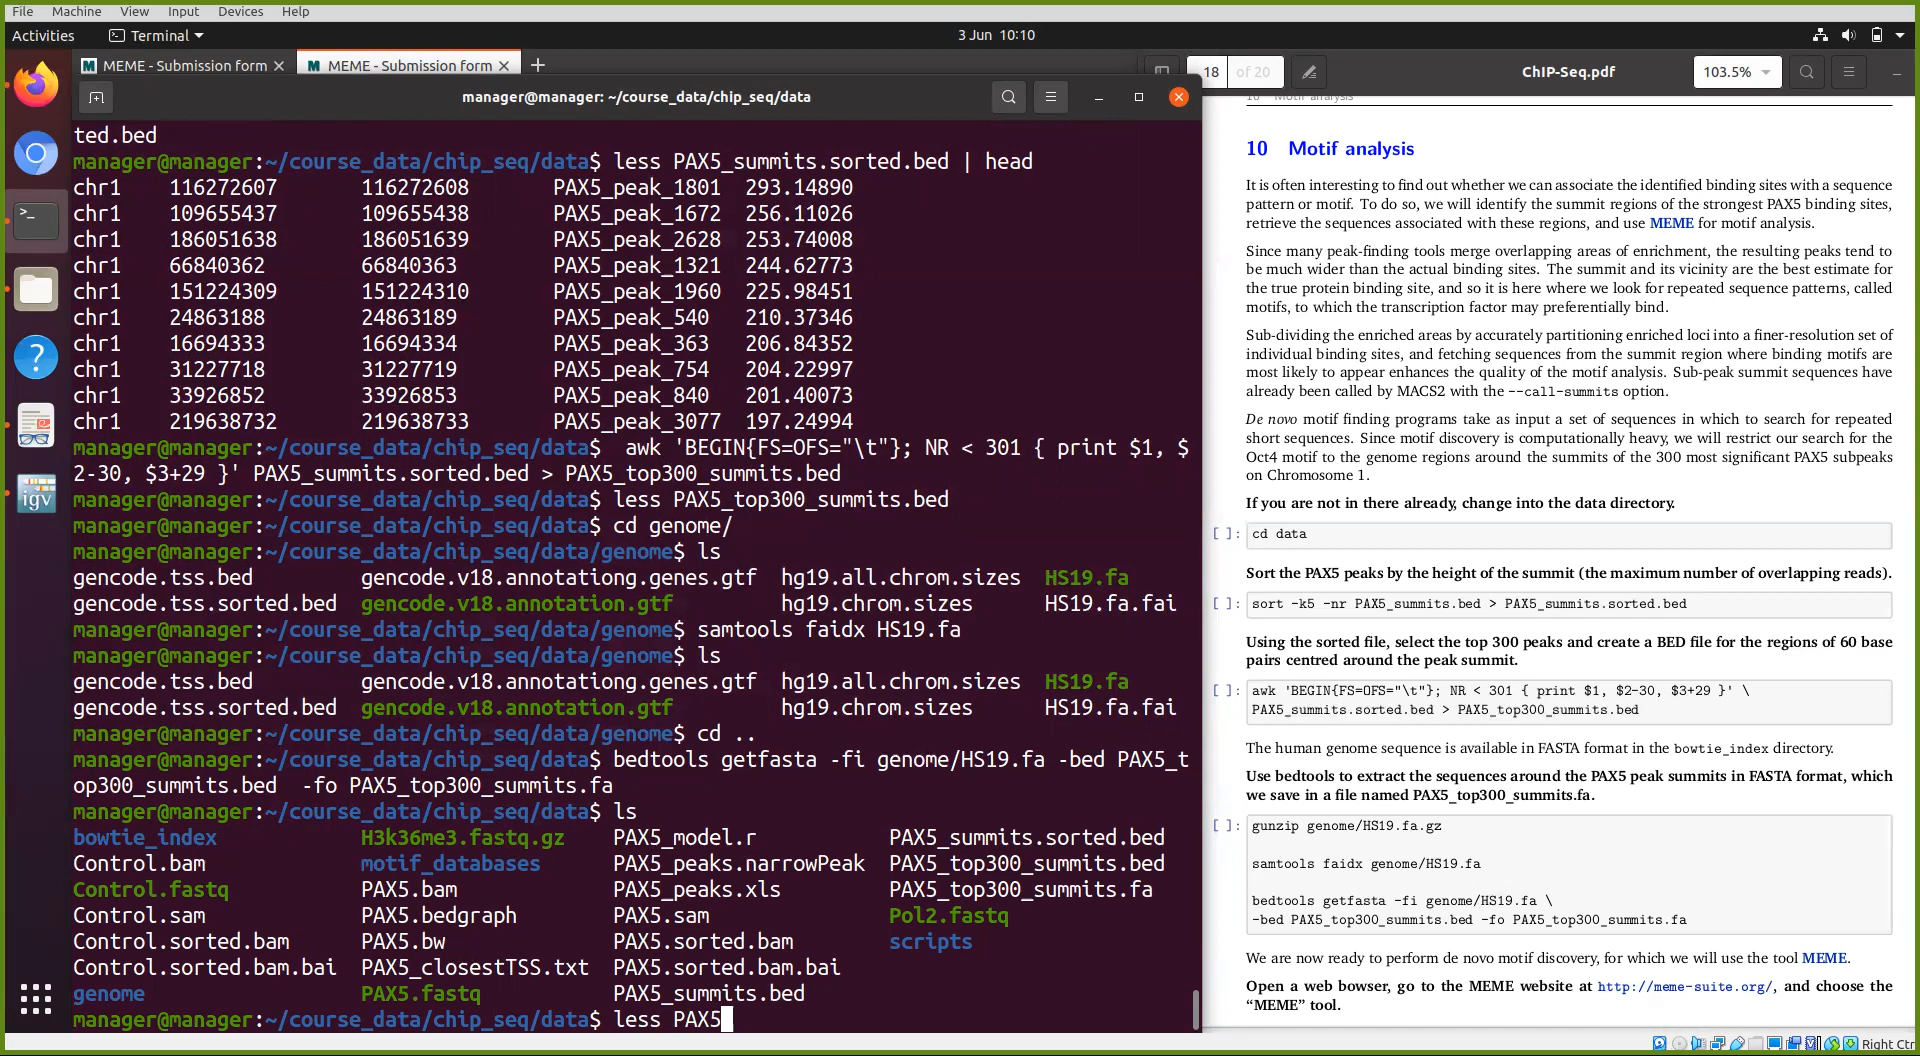 File Machine View Input Devices Help
Activities Terminal 3 Jun 10:10
MEME - Submission form MEME - Submission form
18 of 20 ChIP-Seq.pdf 103.5%
manager@manager: ~/course_data/chip_seq/data
ted.bed
manager@manager:~/course_data/chip_seq/data$ less PAX5_summits.sorted.bed | head
chr1 116272607 116272608 PAX5_peak_1801 293.14890
chr1 109655437 109655438 PAX5_peak_1672 256.11026
chr1 186051638 186051639 PAX5_peak_2628 253.74008
chr1 66840362 66840363 PAX5_peak_1321 244.62773
chr1 151224309 151224310 PAX5_peak_1960 225.98451
chr1 24863188 24863189 PAX5_peak_540 210.37346
chr1 16694333 16694334 PAX5_peak_363 206.84352
chr1 31227718 31227719 PAX5_peak_754 204.22997
chr1 33926852 33926853 PAX5_peak_840 201.40073
chr1 219638732 219638733 PAX5_peak_3077 197.24994
manager@manager:~/course_data/chip_seq/data$  awk 'BEGIN{FS=OFS="\t"}; NR < 301 { print $1, $
2-30, $3+29 }' PAX5_summits.sorted.bed > PAX5_top300_summits.bed
manager@manager:~/course_data/chip_seq/data$ less PAX5_top300_summits.bed
manager@manager:~/course_data/chip_seq/data$ cd genome/
manager@manager:~/course_data/chip_seq/data/genome$ ls
gencode.tss.bed gencode.v18.annotationg.genes.gtf hg19.all.chrom.sizes HS19.fa
gencode.tss.sorted.bed gencode.v18.annotation.gtf hg19.chrom.sizes HS19.fa.fai
manager@manager:~/course_data/chip_seq/data/genome$ samtools faidx HS19.fa
manager@manager:~/course_data/chip_seq/data/genome$ ls
gencode.tss.bed gencode.v18.annotationg.genes.gtf hg19.all.chrom.sizes HS19.fa
gencode.tss.sorted.bed gencode.v18.annotation.gtf hg19.chrom.sizes HS19.fa.fai
manager@manager:~/course_data/chip_seq/data/genome$ cd ..
manager@manager:~/course_data/chip_seq/data$ bedtools getfasta -fi genome/HS19.fa -bed PAX5_t
op300_summits.bed  -fo PAX5_top300_summits.fa
manager@manager:~/course_data/chip_seq/data$ ls
bowtie_index H3k36me3.fastq.gz PAX5_model.r PAX5_summits.sorted.bed
Control.bam motif_databases PAX5_peaks.narrowPeak PAX5_top300_summits.bed
Control.fastq PAX5.bam PAX5_peaks.xls PAX5_top300_summits.fa
Control.sam PAX5.bedgraph PAX5.sam Pol2.fastq
Control.sorted.bam PAX5.bw PAX5.sorted.bam scripts
Control.sorted.bam.bai PAX5_closestTSS.txt PAX5.sorted.bam.bai
genome PAX5.fastq PAX5_summits.bed
manager@manager:~/course_data/chip_seq/data$ less PAX5
igv
10 Motif analysis
10 Motif analysis
It is often interesting to find out whether we can associate the identified binding sites with a sequence
pattern or motif. To do so, we will identify the summit regions of the strongest PAX5 binding sites,
retrieve the sequences associated with these regions, and use MEME for motif analysis.
Since many peak-finding tools merge overlapping areas of enrichment, the resulting peaks tend to
be much wider than the actual binding sites. The summit and its vicinity are the best estimate for
the true protein binding site, and so it is here where we look for repeated sequence patterns, called
motifs, to which the transcription factor may preferentially bind.
Sub-dividing the enriched areas by accurately partitioning enriched loci into a finer-resolution set of
individual binding sites, and fetching sequences from the summit region where binding motifs are
most likely to appear enhances the quality of the motif analysis. Sub-peak summit sequences have
already been called by MACS2 with the --call-summits option.
De novo motif finding programs take as input a set of sequences in which to search for repeated
short sequences. Since motif discovery is computationally heavy, we will restrict our search for the
Oct4 motif to the genome regions around the summits of the 300 most significant PAX5 subpeaks
on Chromosome 1.
If you are not in there already, change into the data directory.
[ ]: cd data
Sort the PAX5 peaks by the height of the summit (the maximum number of overlapping reads).
[ ]: sort -k5 -nr PAX5_summits.bed > PAX5_summits.sorted.bed
Using the sorted file, select the top 300 peaks and create a BED file for the regions of 60 base
pairs centred around the peak summit.
[ ]: awk 'BEGIN{FS=OFS="\t"}; NR < 301 { print $1, $2-30, $3+29 }' \
PAX5_summits.sorted.bed > PAX5_top300_summits.bed
The human genome sequence is available in FASTA format in the bowtie_index directory.
Use bedtools to extract the sequences around the PAX5 peak summits in FASTA format, which
we save in a file named PAX5_top300_summits.fa.
[ ]: gunzip genome/HS19.fa.gz
samtools faidx genome/HS19.fa
bedtools getfasta -fi genome/HS19.fa \
-bed PAX5_top300_summits.bed -fo PAX5_top300_summits.fa
We are now ready to perform de novo motif discovery, for which we will use the tool MEME.
Open a web browser, go to the MEME website at http://meme-suite.org/, and choose the
“MEME” tool.
Right Ctr